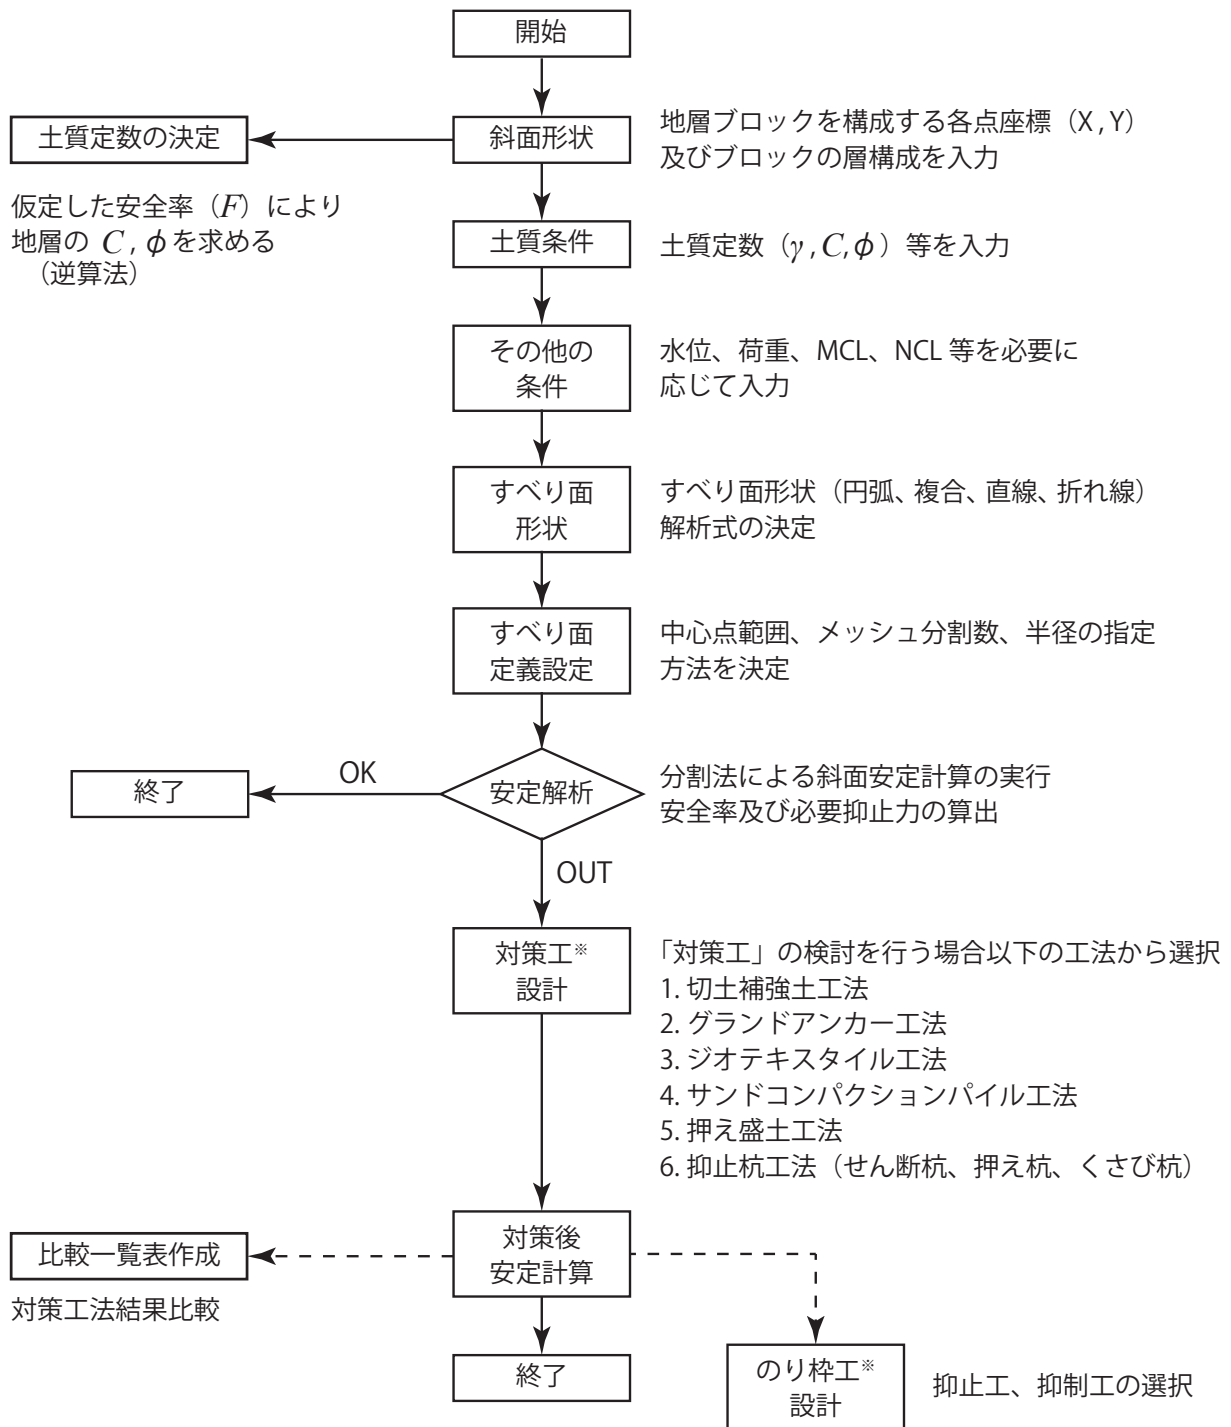 開始
土質定数の決定
斜面形状
地層ブロックを構成する各点座標（X , Y）
及びブロックの層構成を入力
仮定した安全率（F）により
地層の C , φを求める
（逆算法）
土質条件
土質定数（γ , C, φ）等を入力
その他の
条件
水位、荷重、MCL、NCL 等を必要に
応じて入力
すべり面
形状
すべり面形状（円弧、複合、直線、折れ線）
解析式の決定
すべり面
定義設定
中心点範囲、メッシュ分割数、半径の指定
方法を決定
終了
OK
安定解析
分割法による斜面安定計算の実行
安全率及び必要抑止力の算出
OUT
対策工※
設計
「対策工」の検討を行う場合以下の工法から選択
1. 切土補強土工法
2. グランドアンカー工法
3. ジオテキスタイル工法
4. サンドコンパクションパイル工法
5. 押え盛土工法
6. 抑止杭工法（せん断杭、押え杭、くさび杭）
比較一覧表作成
対策工法結果比較
対策後
安定計算
終了
のり枠工※
設計
抑止工、抑制工の選択